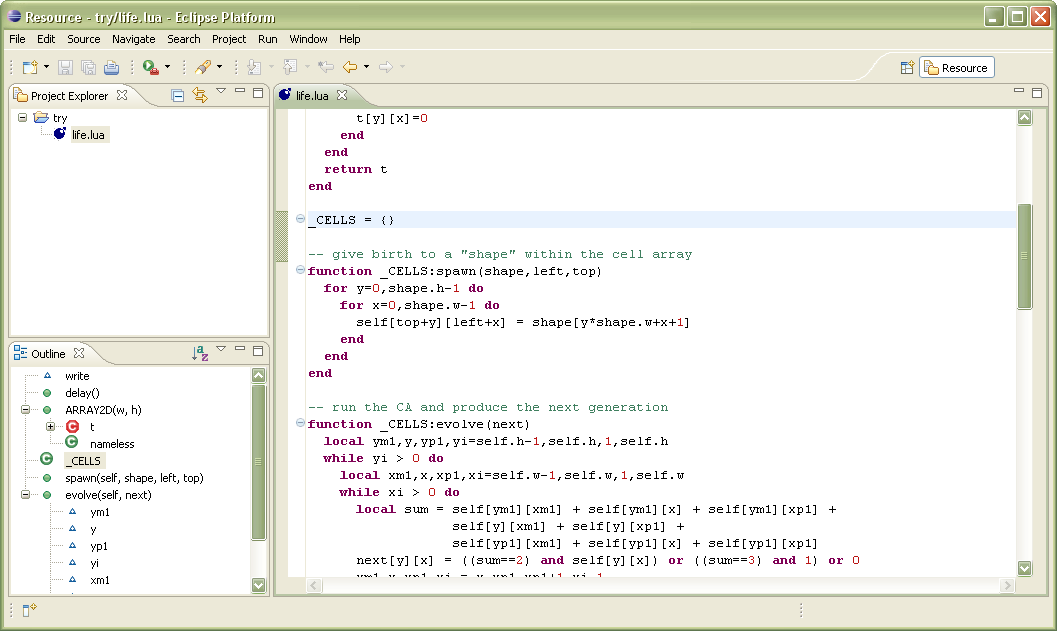 Resource - try/life.lua - Eclipse Platform
File Edit Source Navigate Search Project Run Window Help
Resource
Project Explorer
try
life.lua
Outline
write
delay()
ARRAY2D(w, h)
t
nameless
_CELLS
spawn(self, shape, left, top)
evolve(self, next)
ym1
y
yp1
yi
xm1
life.lua
t[y][x]=0
end
end
return t
end
_CELLS = {}
-- give birth to a "shape" within the cell array
function _CELLS:spawn(shape,left,top)
for y=0,shape.h-1 do
for x=0,shape.w-1 do
self[top+y][left+x] = shape[y*shape.w+x+1]
end
end
end
-- run the CA and produce the next generation
function _CELLS:evolve(next)
local ym1,y,yp1,yi=self.h-1,self.h,1,self.h
while yi > 0 do
local xm1,x,xp1,xi=self.w-1,self.w,1,self.w
while xi > 0 do
local sum = self[ym1][xm1] + self[ym1][x] + self[ym1][xp1] +
self[y][xm1] + self[y][xp1] +
self[yp1][xm1] + self[yp1][x] + self[yp1][xp1]
next[y][x] = ((sum==2) and self[y][x]) or ((sum==3) and 1) or 0